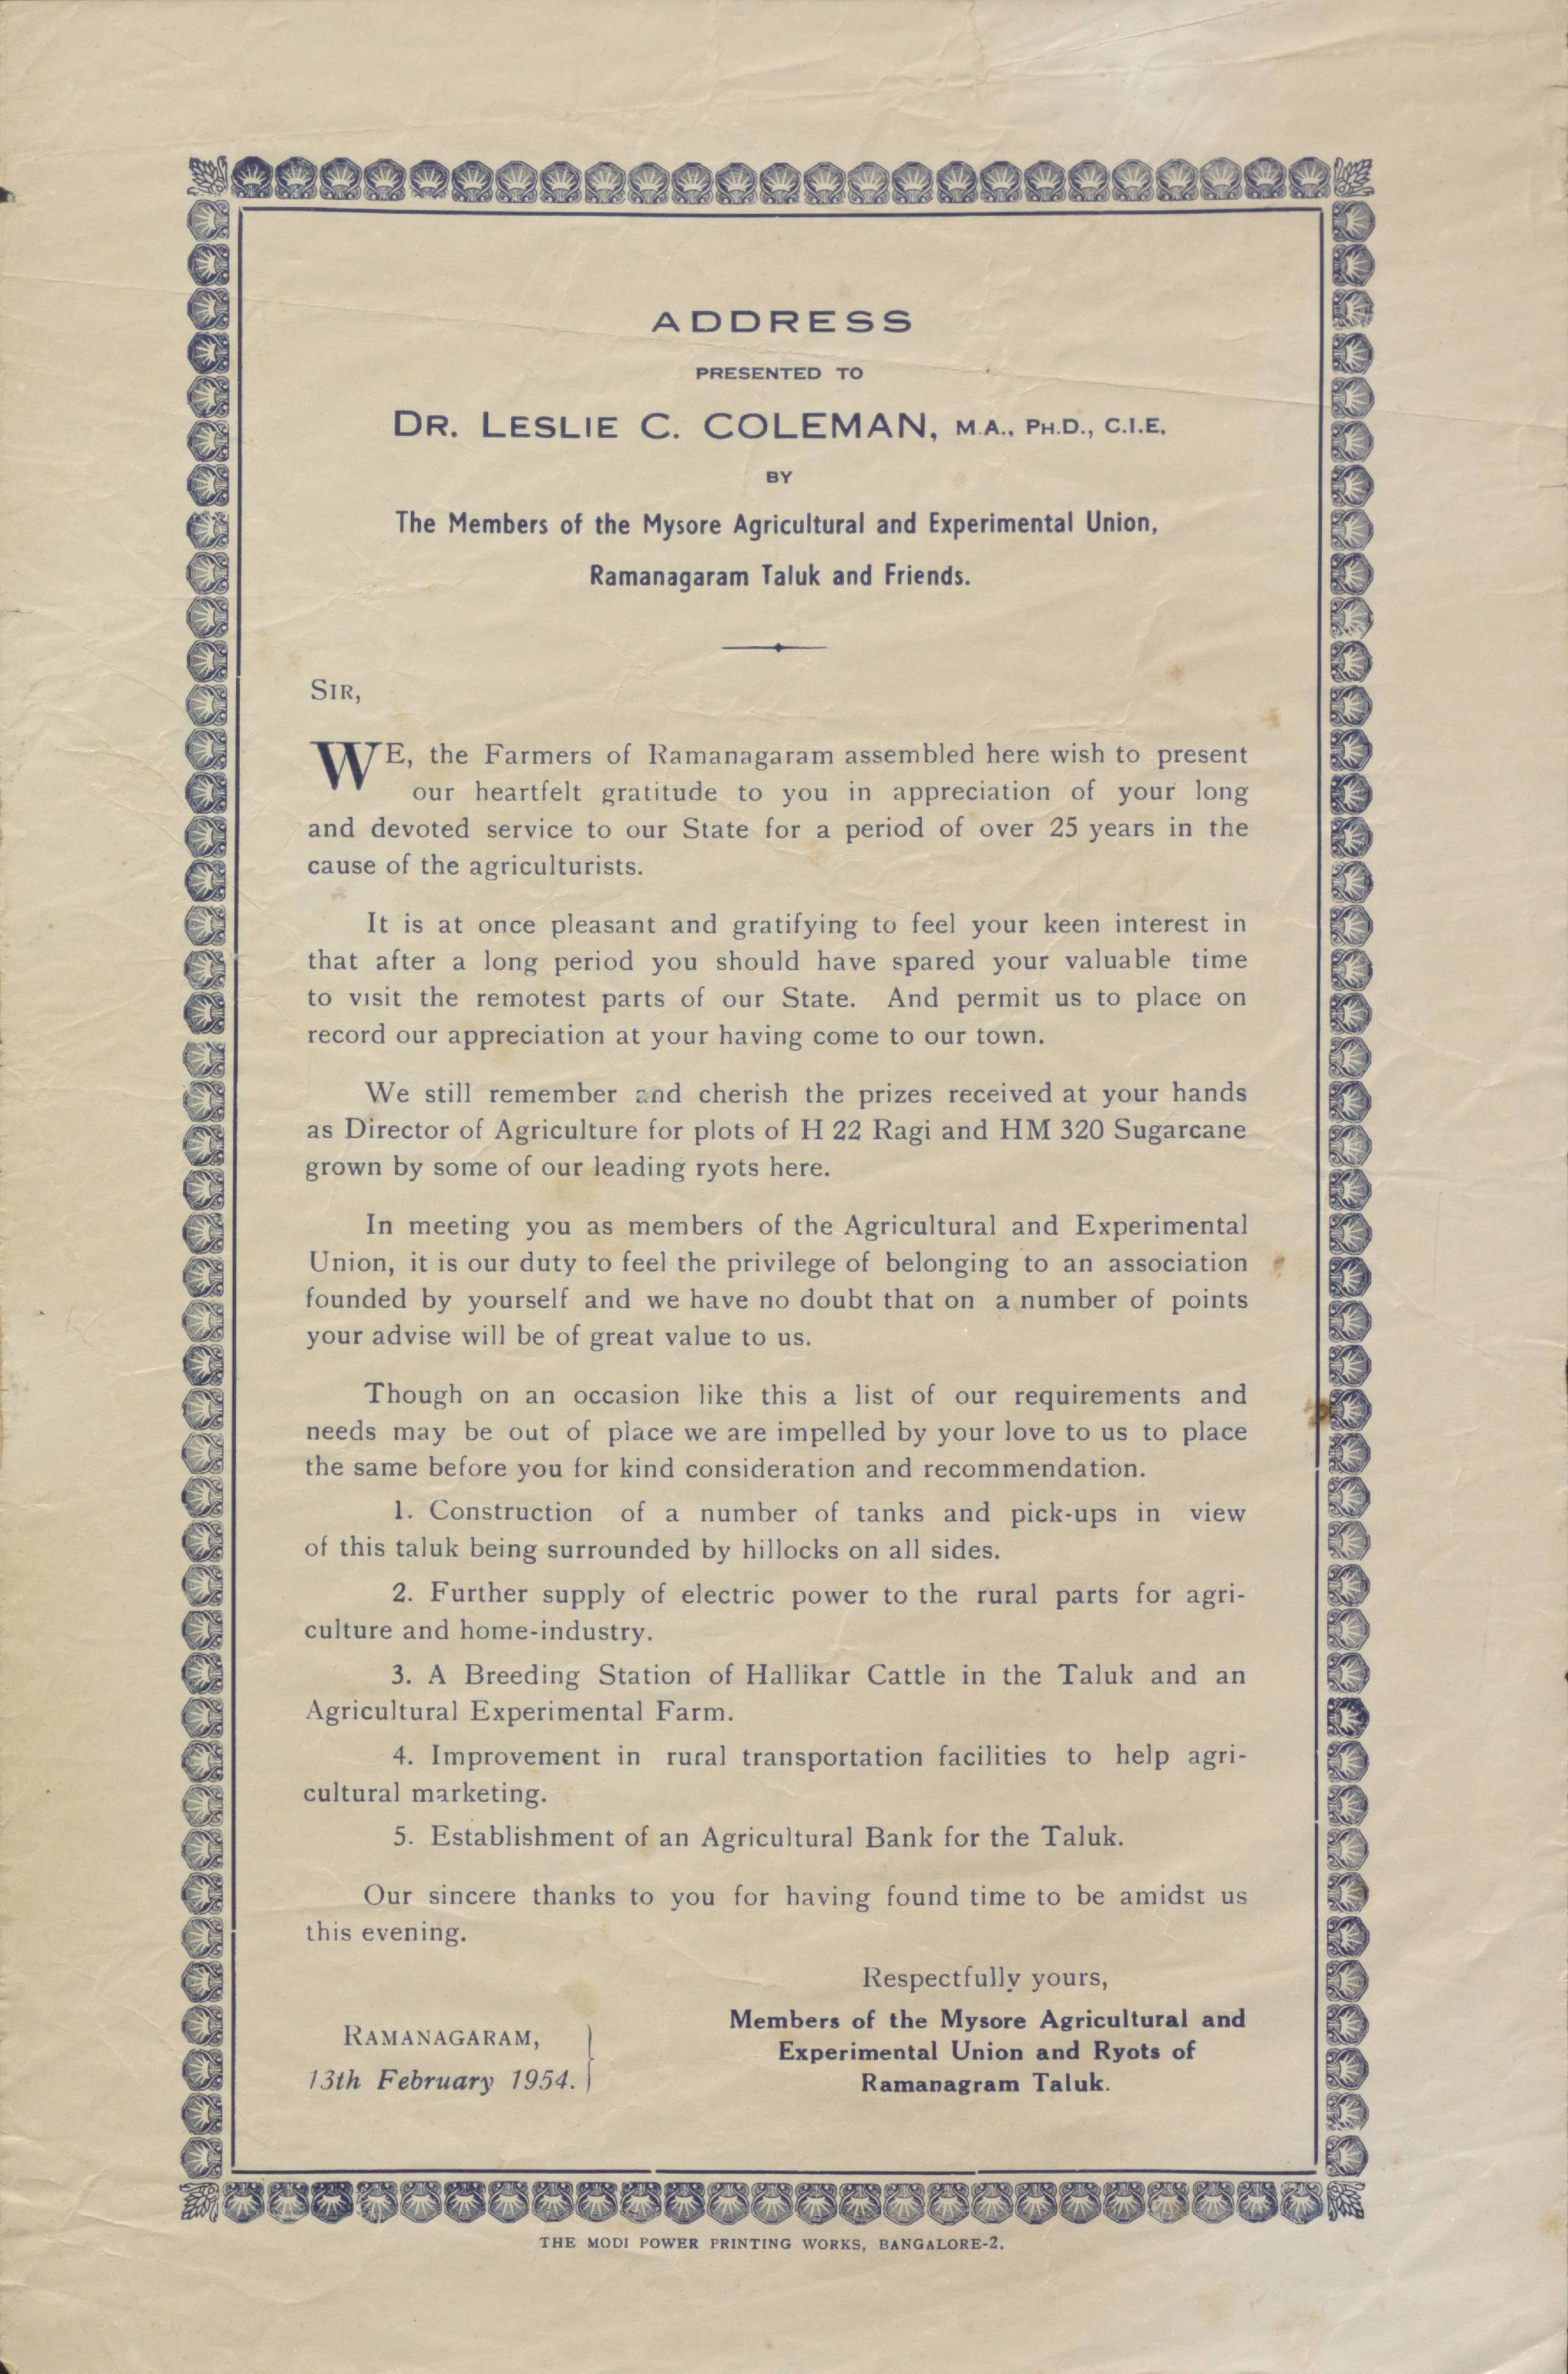 ADDRESS
PRESENTED TO
DR. LESLIE C. COLEMAN, M.A., PH.D., C.I.E,
BY
The Members of the Mysore Agricultural and Experimental Union,
Ramanagaram Taluk and Friends.
SIR,
WE, the Farmers of Ramanagaram assembled here wish to present
our heartfelt gratitude to you in appreciation of your long
and devoted service to our State for a period of over 25 years in the
cause of the agriculturists.
It is at once pleasant and gratifying to feel your keen interest in
that after a long period you should have spared your valuable time
to visit the remotest parts of our State. And permit us to place on
record our appreciation at your having come to our town.
We still remember and cherish the prizes received at your hands
as Director of Agriculture for plots of H 22 Ragi and HM 320 Sugarcane
grown by some of our leading ryots here.
In meeting you as members of the Agricultural and Experimental
Union, it is our duty to feel the privilege of belonging to an association
founded by yourself and we have no doubt that on a number of points
your advise will be of great value to us.
Though on an occasion like this a list of our requirements and
needs may be out of place we are impelled by your love to us to place
the same before you for kind consideration and recommendation.
1. Construction of a number of tanks and pick-ups in view
of this taluk being surrounded by hillocks on all sides.
2. Further supply of electric power to the rural parts for agri-
culture and home-industry.
3. A Breeding Station of Hallikar Cattle in the Taluk and an
Agricultural Experimental Farm.
4. Improvement in rural transportation facilities to help agri-
cultural marketing.
5. Establishment of an Agricultural Bank for the Taluk.
Our sincere thanks to you for having found time to be amidst us
this evening.
Respectfully yours,
Members of the Mysore Agricultural and
Experimental Union and Ryots of
Ramanagram Taluk.
RAMANAGARAM,
13th February 1954.
THE MODI POWER PRINTING WORKS, BANGALORE-2.